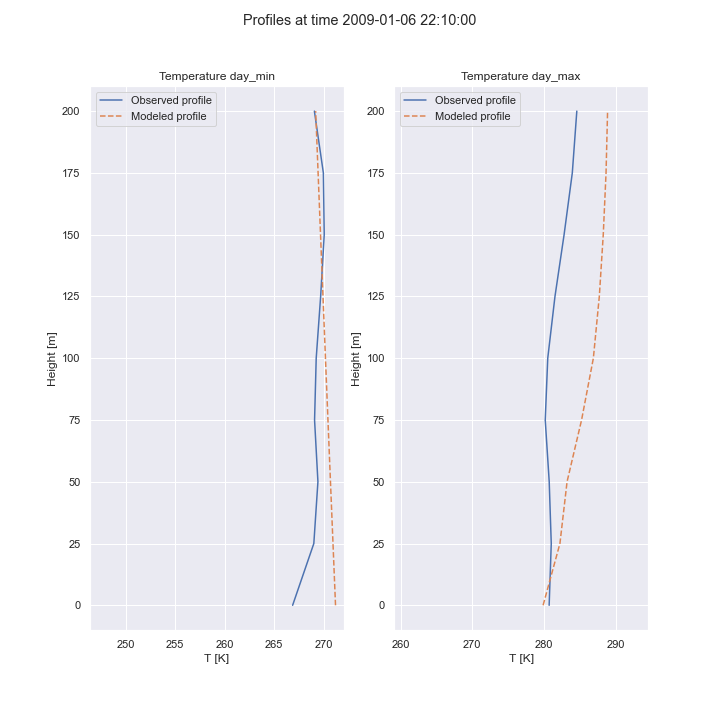 Profiles at time 2009-01-06 22:10:00
Temperature day_min
Observed profile
Modeled profile
200
175
150
125
100
75
50
25
0
Height [m]
250
255
260
265
270
T [K]
Temperature day_max
Observed profile
Modeled profile
200
175
150
125
100
75
50
25
0
Height [m]
260
270
280
290
T [K]